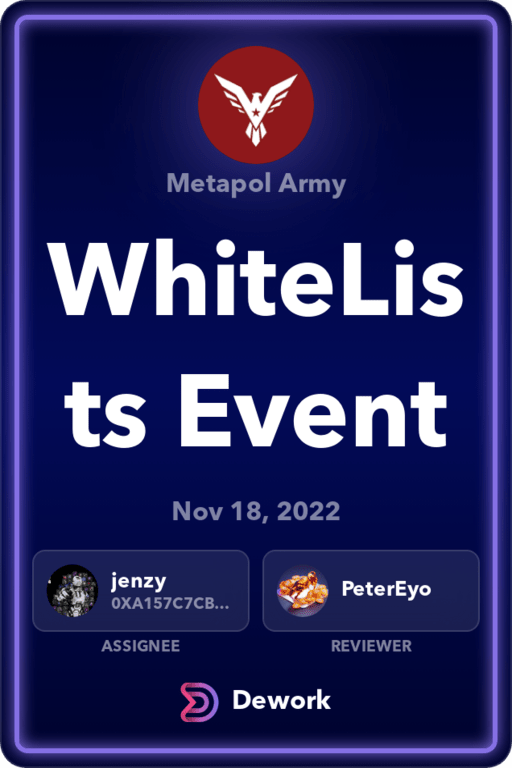 Metapol Army
WhiteLis
ts Event
Nov 18, 2022
jenzy
0XA157C7CB...
PeterEyo
ASSIGNEE
REVIEWER
Dework